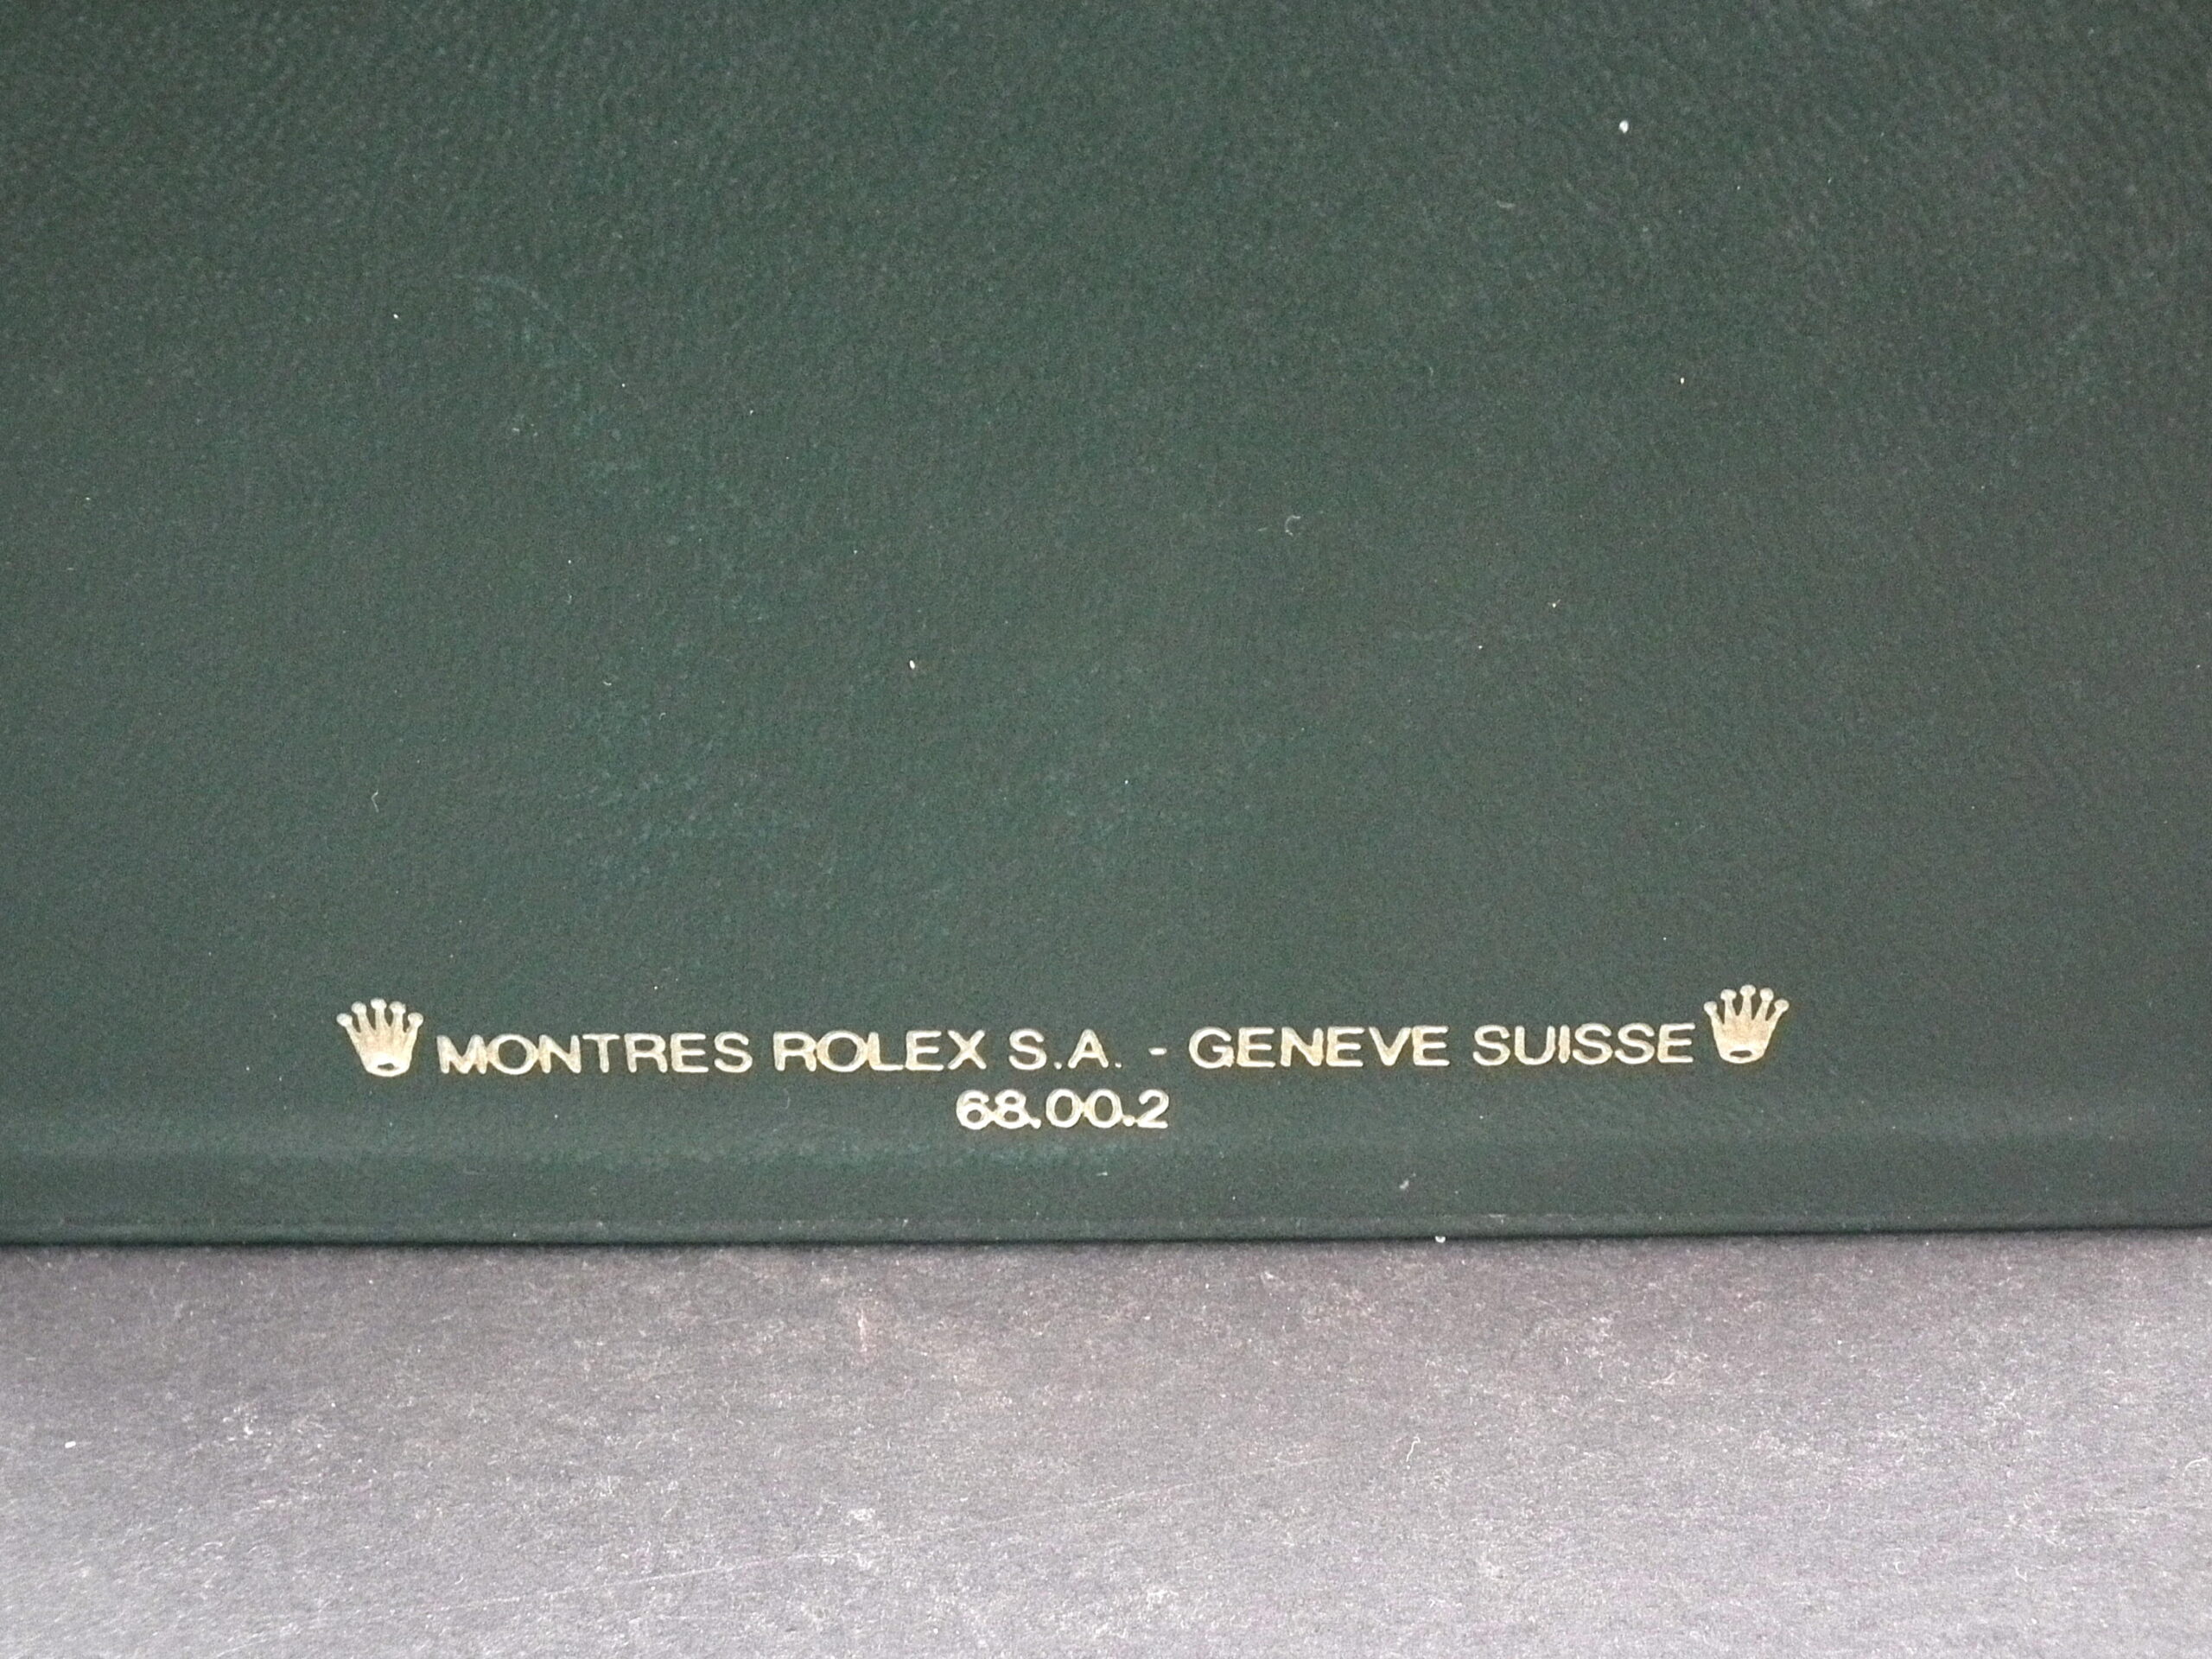 MONTRES ROLEX S.A. - GENEVE SUISSE
68.00.2